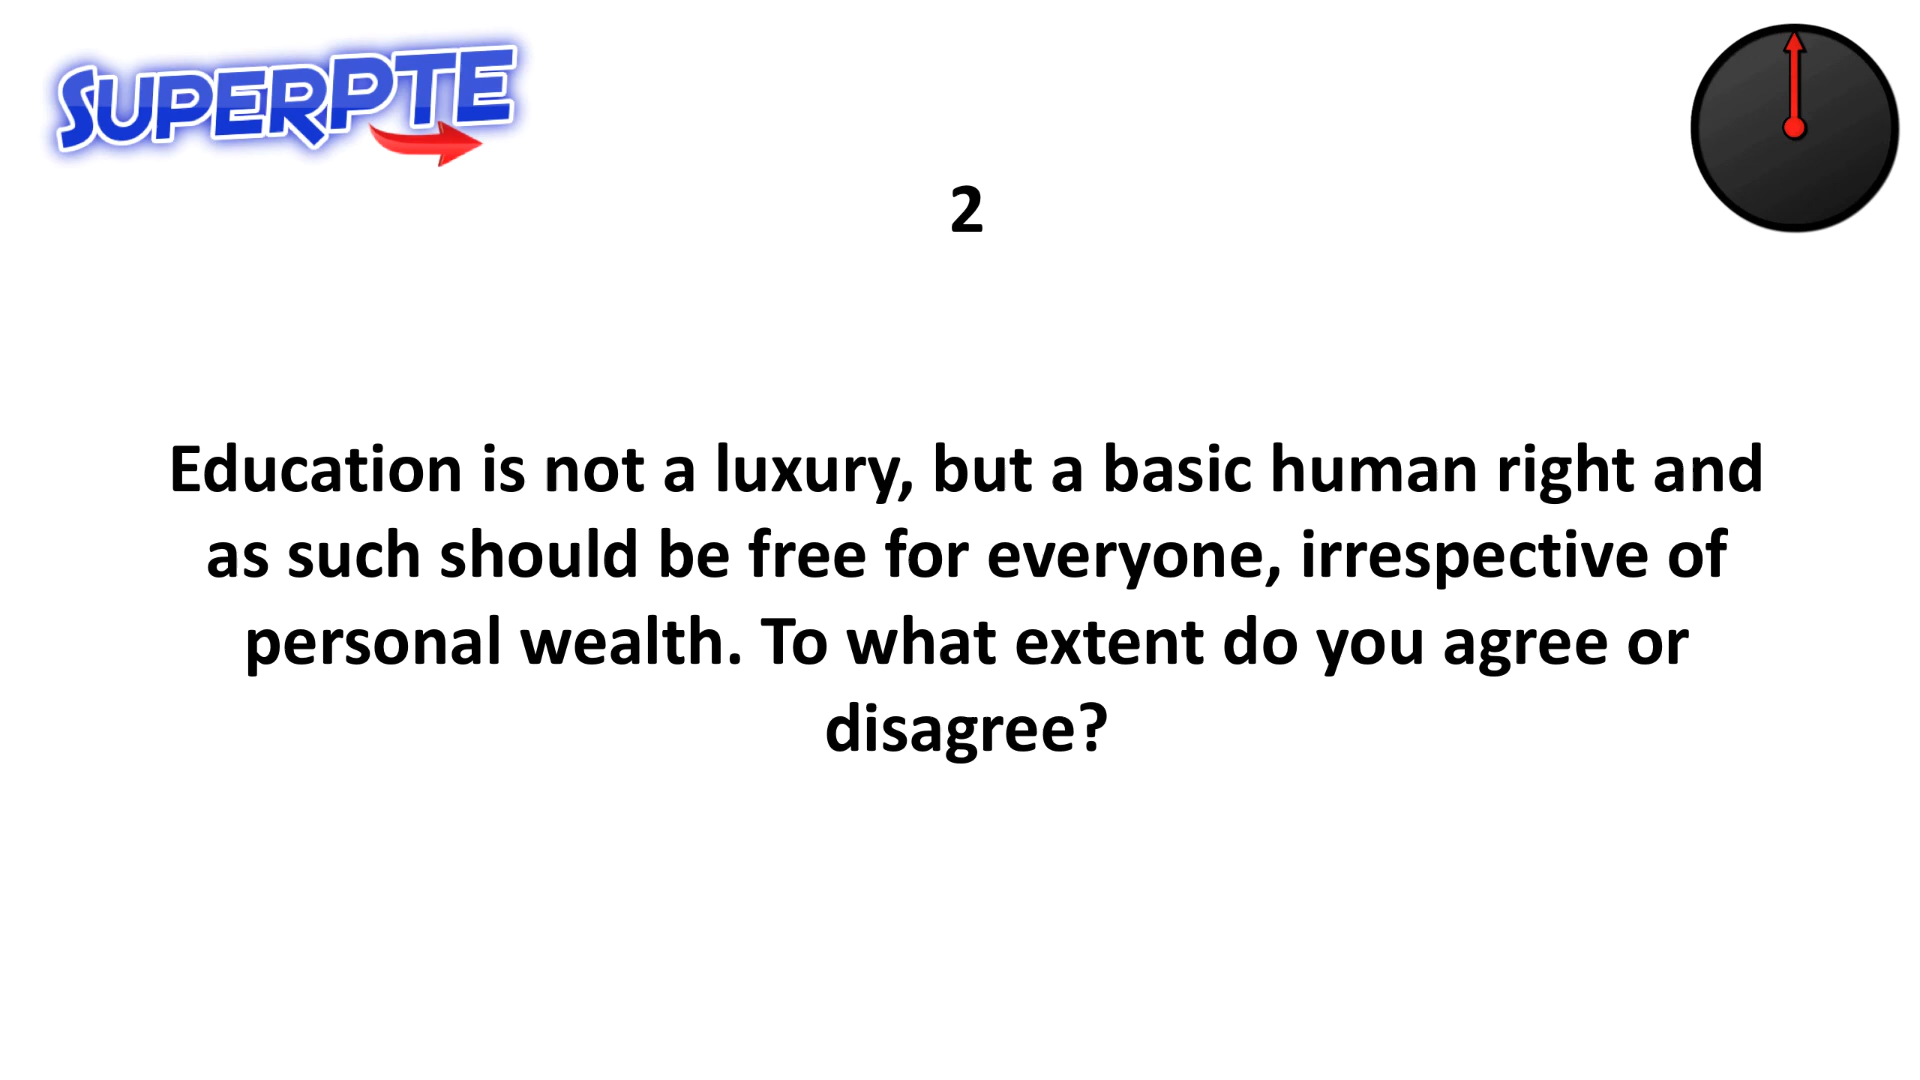 SUPERPTE
2
Education is not a luxury, but a basic human right and
as such should be free for everyone, irrespective of
personal wealth. To what extent do you agree or
disagree?